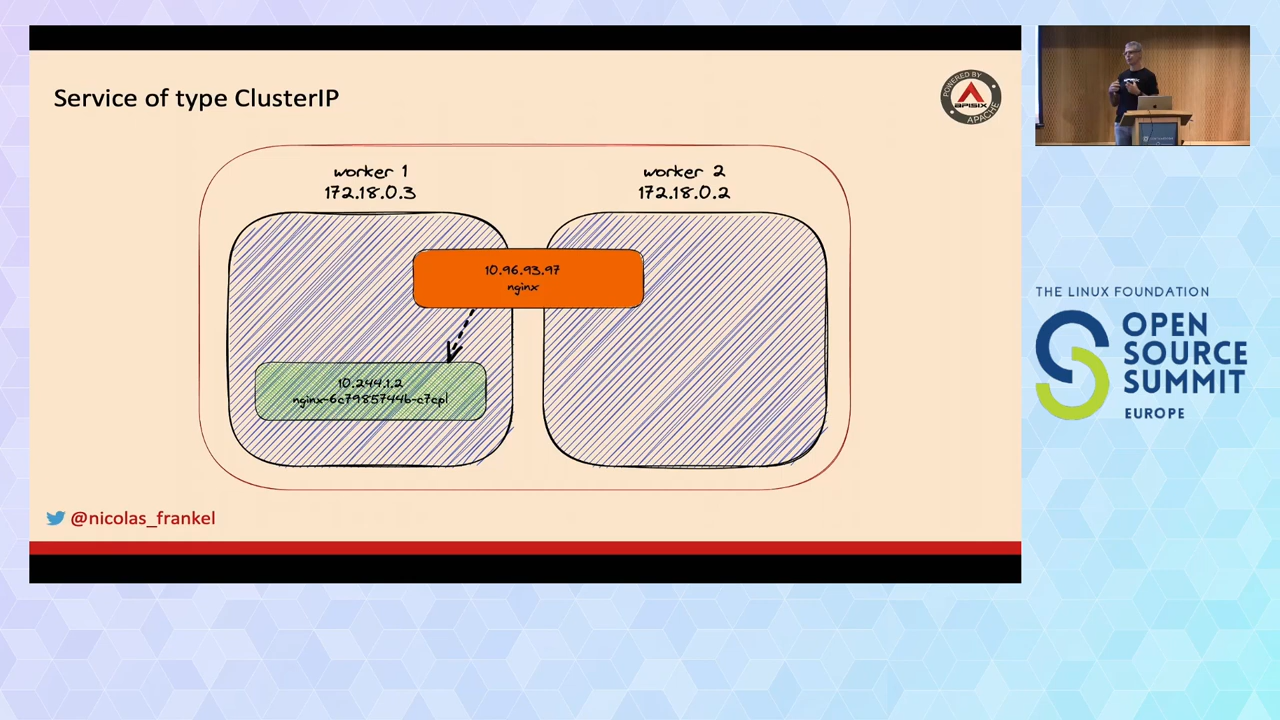 Service of type ClusterIP
POWERED BY
APISIX
APACHE
worker 1
172.18.0.3
worker 2
172.18.0.2
10.96.93.97
nginx
10.244.1.2
nginx-6c7985744b-c7cpl
@nicolas_frankel
THE LINUX FOUNDATION
OPEN
SOURCE
SUMMIT
EUROPE